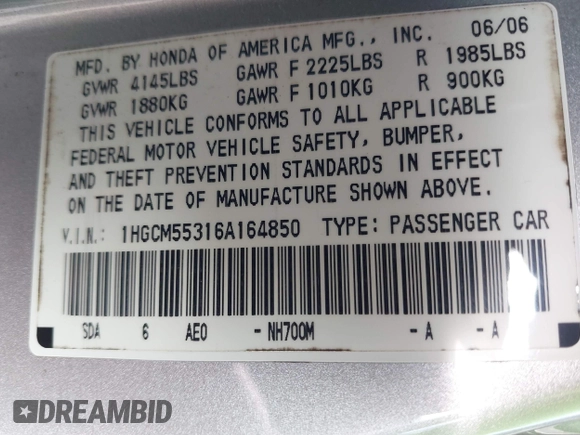 MFD. BY HONDA OF AMERICA MFG., INC. 06/06
GVWR 4145LBS GAWR F 2225LBS R 1985LBS
GVWR 1880KG GAWR F 1010KG R 900KG
THIS VEHICLE CONFORMS TO ALL APPLICABLE
FEDERAL MOTOR VEHICLE SAFETY, BUMPER,
AND THEFT PREVENTION STANDARDS IN EFFECT
ON THE DATE OF MANUFACTURE SHOWN ABOVE.
V.I.N.: 1HGCM55316A164850 TYPE: PASSENGER CAR
SDA 6 AE0 - NH700M - A - A
DREAMBID